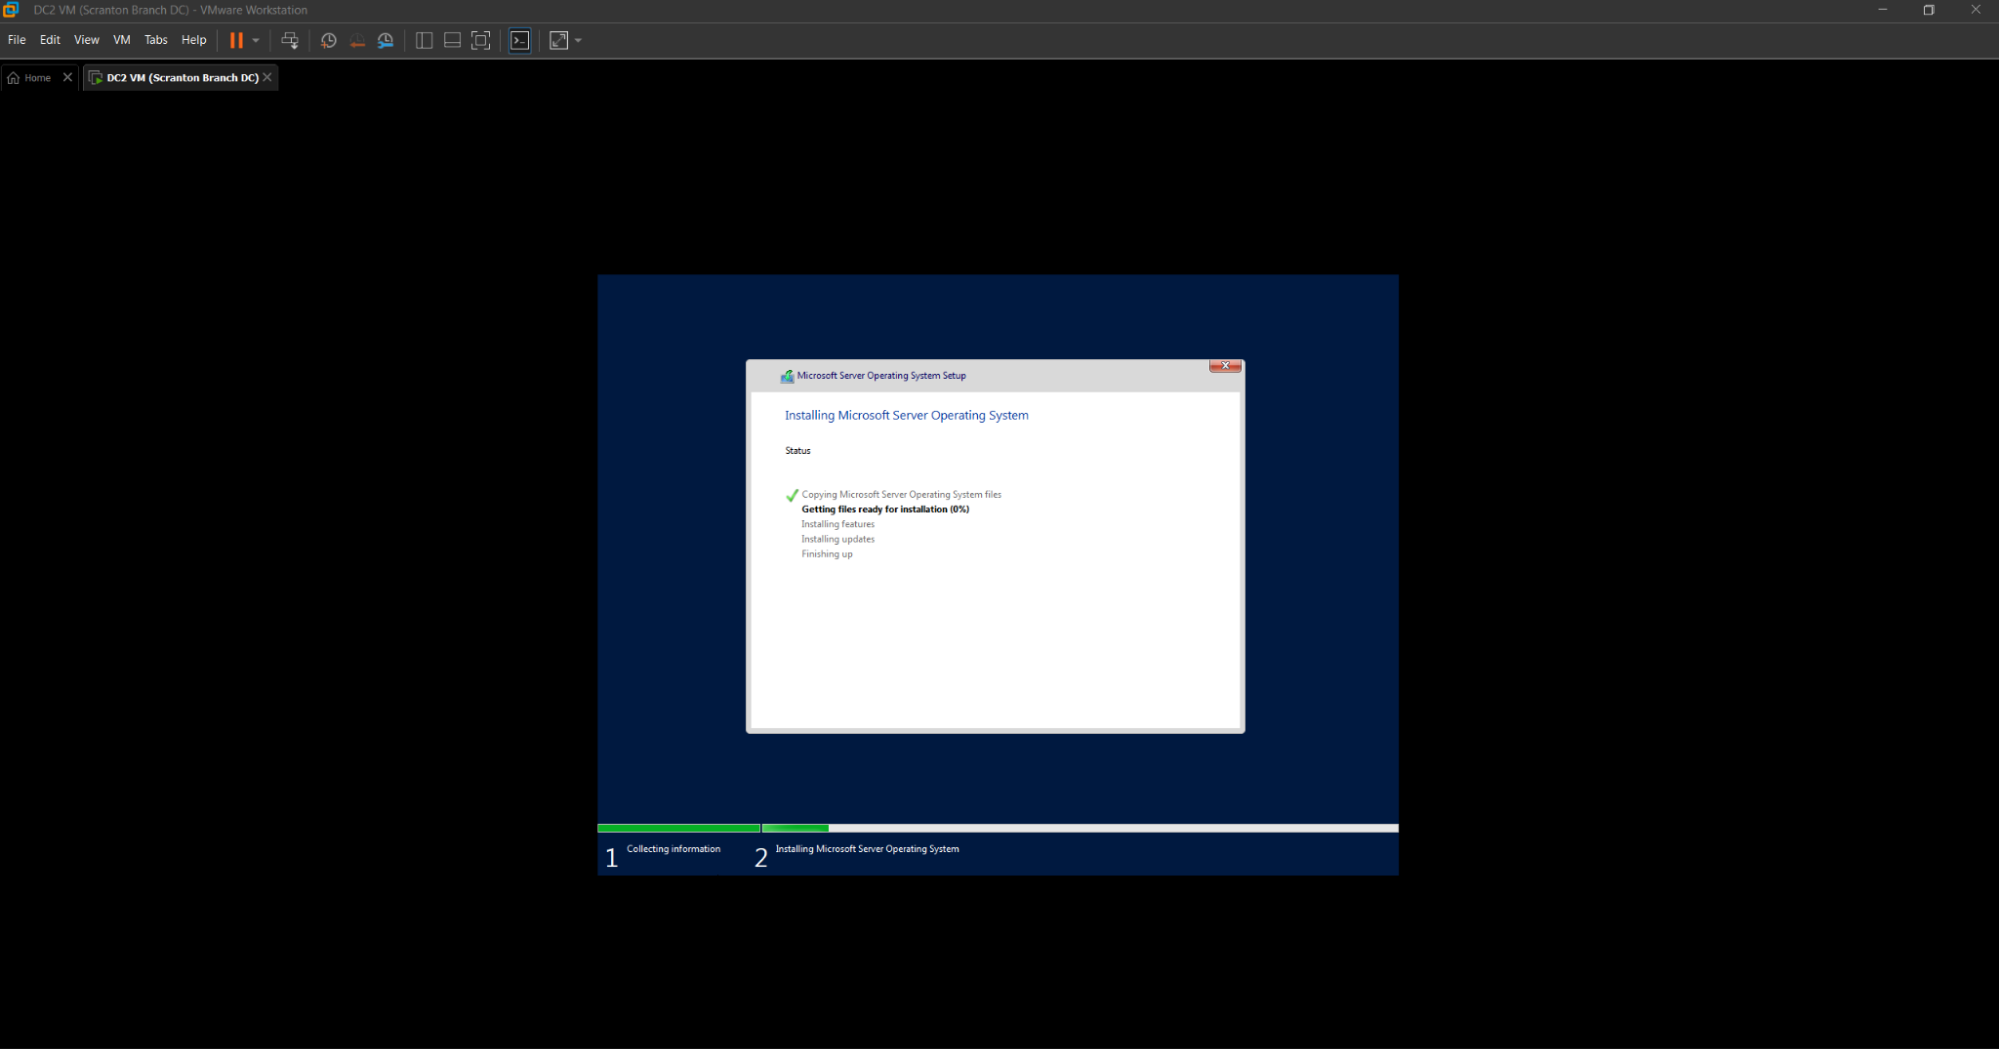 DC2 VM (Scranton Branch DC) - VMware Workstation
File Edit View VM Tabs Help
Home
DC2 VM (Scranton Branch DC)
Microsoft Server Operating System Setup
Installing Microsoft Server Operating System
Status
Copying Microsoft Server Operating System files
Getting files ready for installation (0%)
Installing features
Installing updates
Finishing up
1 Collecting information
2 Installing Microsoft Server Operating System